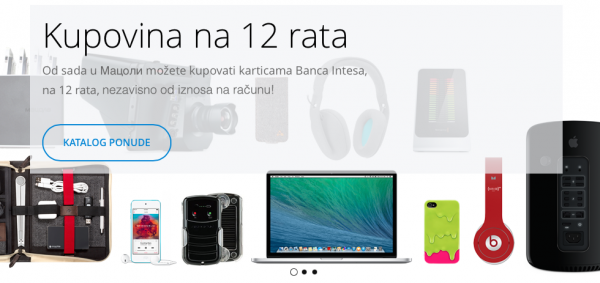 Kupovina na 12 rata
Od sada u Мацоли možete kupovati karticama Banca Intesa,
na 12 rata, nezavisno od iznosa na računu!
KATALOG PONUDE